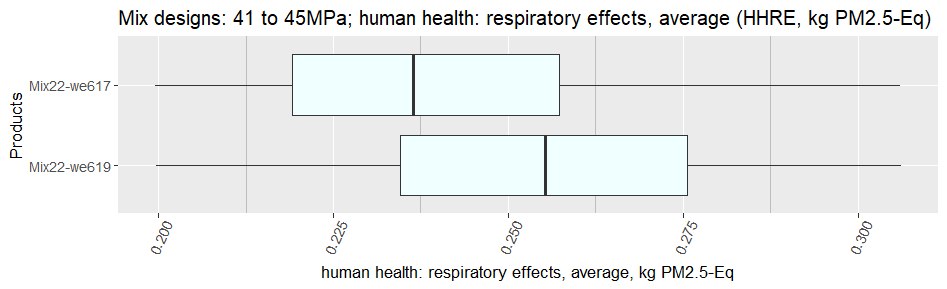 Mix designs: 41 to 45MPa; human health: respiratory effects, average (HHRE, kg PM2.5-Eq)
Products
Mix22-we617
Mix22-we619
0.200
0.225
0.250
0.275
0.300
human health: respiratory effects, average, kg PM2.5-Eq